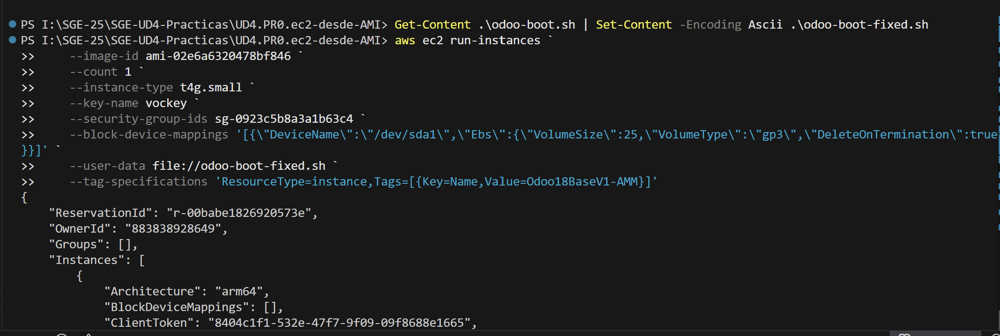 PS I:\SGE-25\SGE-UD4-Practicas\UD4.PR0.ec2-desde-AMI> Get-Content .\odoo-boot.sh | Set-Content -Encoding Ascii .\odoo-boot-fixed.sh
PS I:\SGE-25\SGE-UD4-Practicas\UD4.PR0.ec2-desde-AMI> aws ec2 run-instances `
>>     --image-id ami-02e6a6320478bf846 `
>>     --count 1 `
>>     --instance-type t4g.small `
>>     --key-name vockey `
>>     --security-group-ids sg-0923c5b8a3a1b63c4 `
>>     --block-device-mappings '[{\"DeviceName\":\"/dev/sda1\",\"Ebs\":{\"VolumeSize\":25,\"VolumeType\":\"gp3\",\"DeleteOnTermination\":true
}}]' `
>>     --user-data file://odoo-boot-fixed.sh `
>>     --tag-specifications 'ResourceType=instance,Tags=[{Key=Name,Value=Odoo18BaseV1-AMM}]'
{
    "ReservationId": "r-00babe1826920573e",
    "OwnerId": "883838928649",
    "Groups": [],
    "Instances": [
        {
            "Architecture": "arm64",
            "BlockDeviceMappings": [],
            "ClientToken": "8404c1f1-532e-47f7-9f09-09f8688e1665",